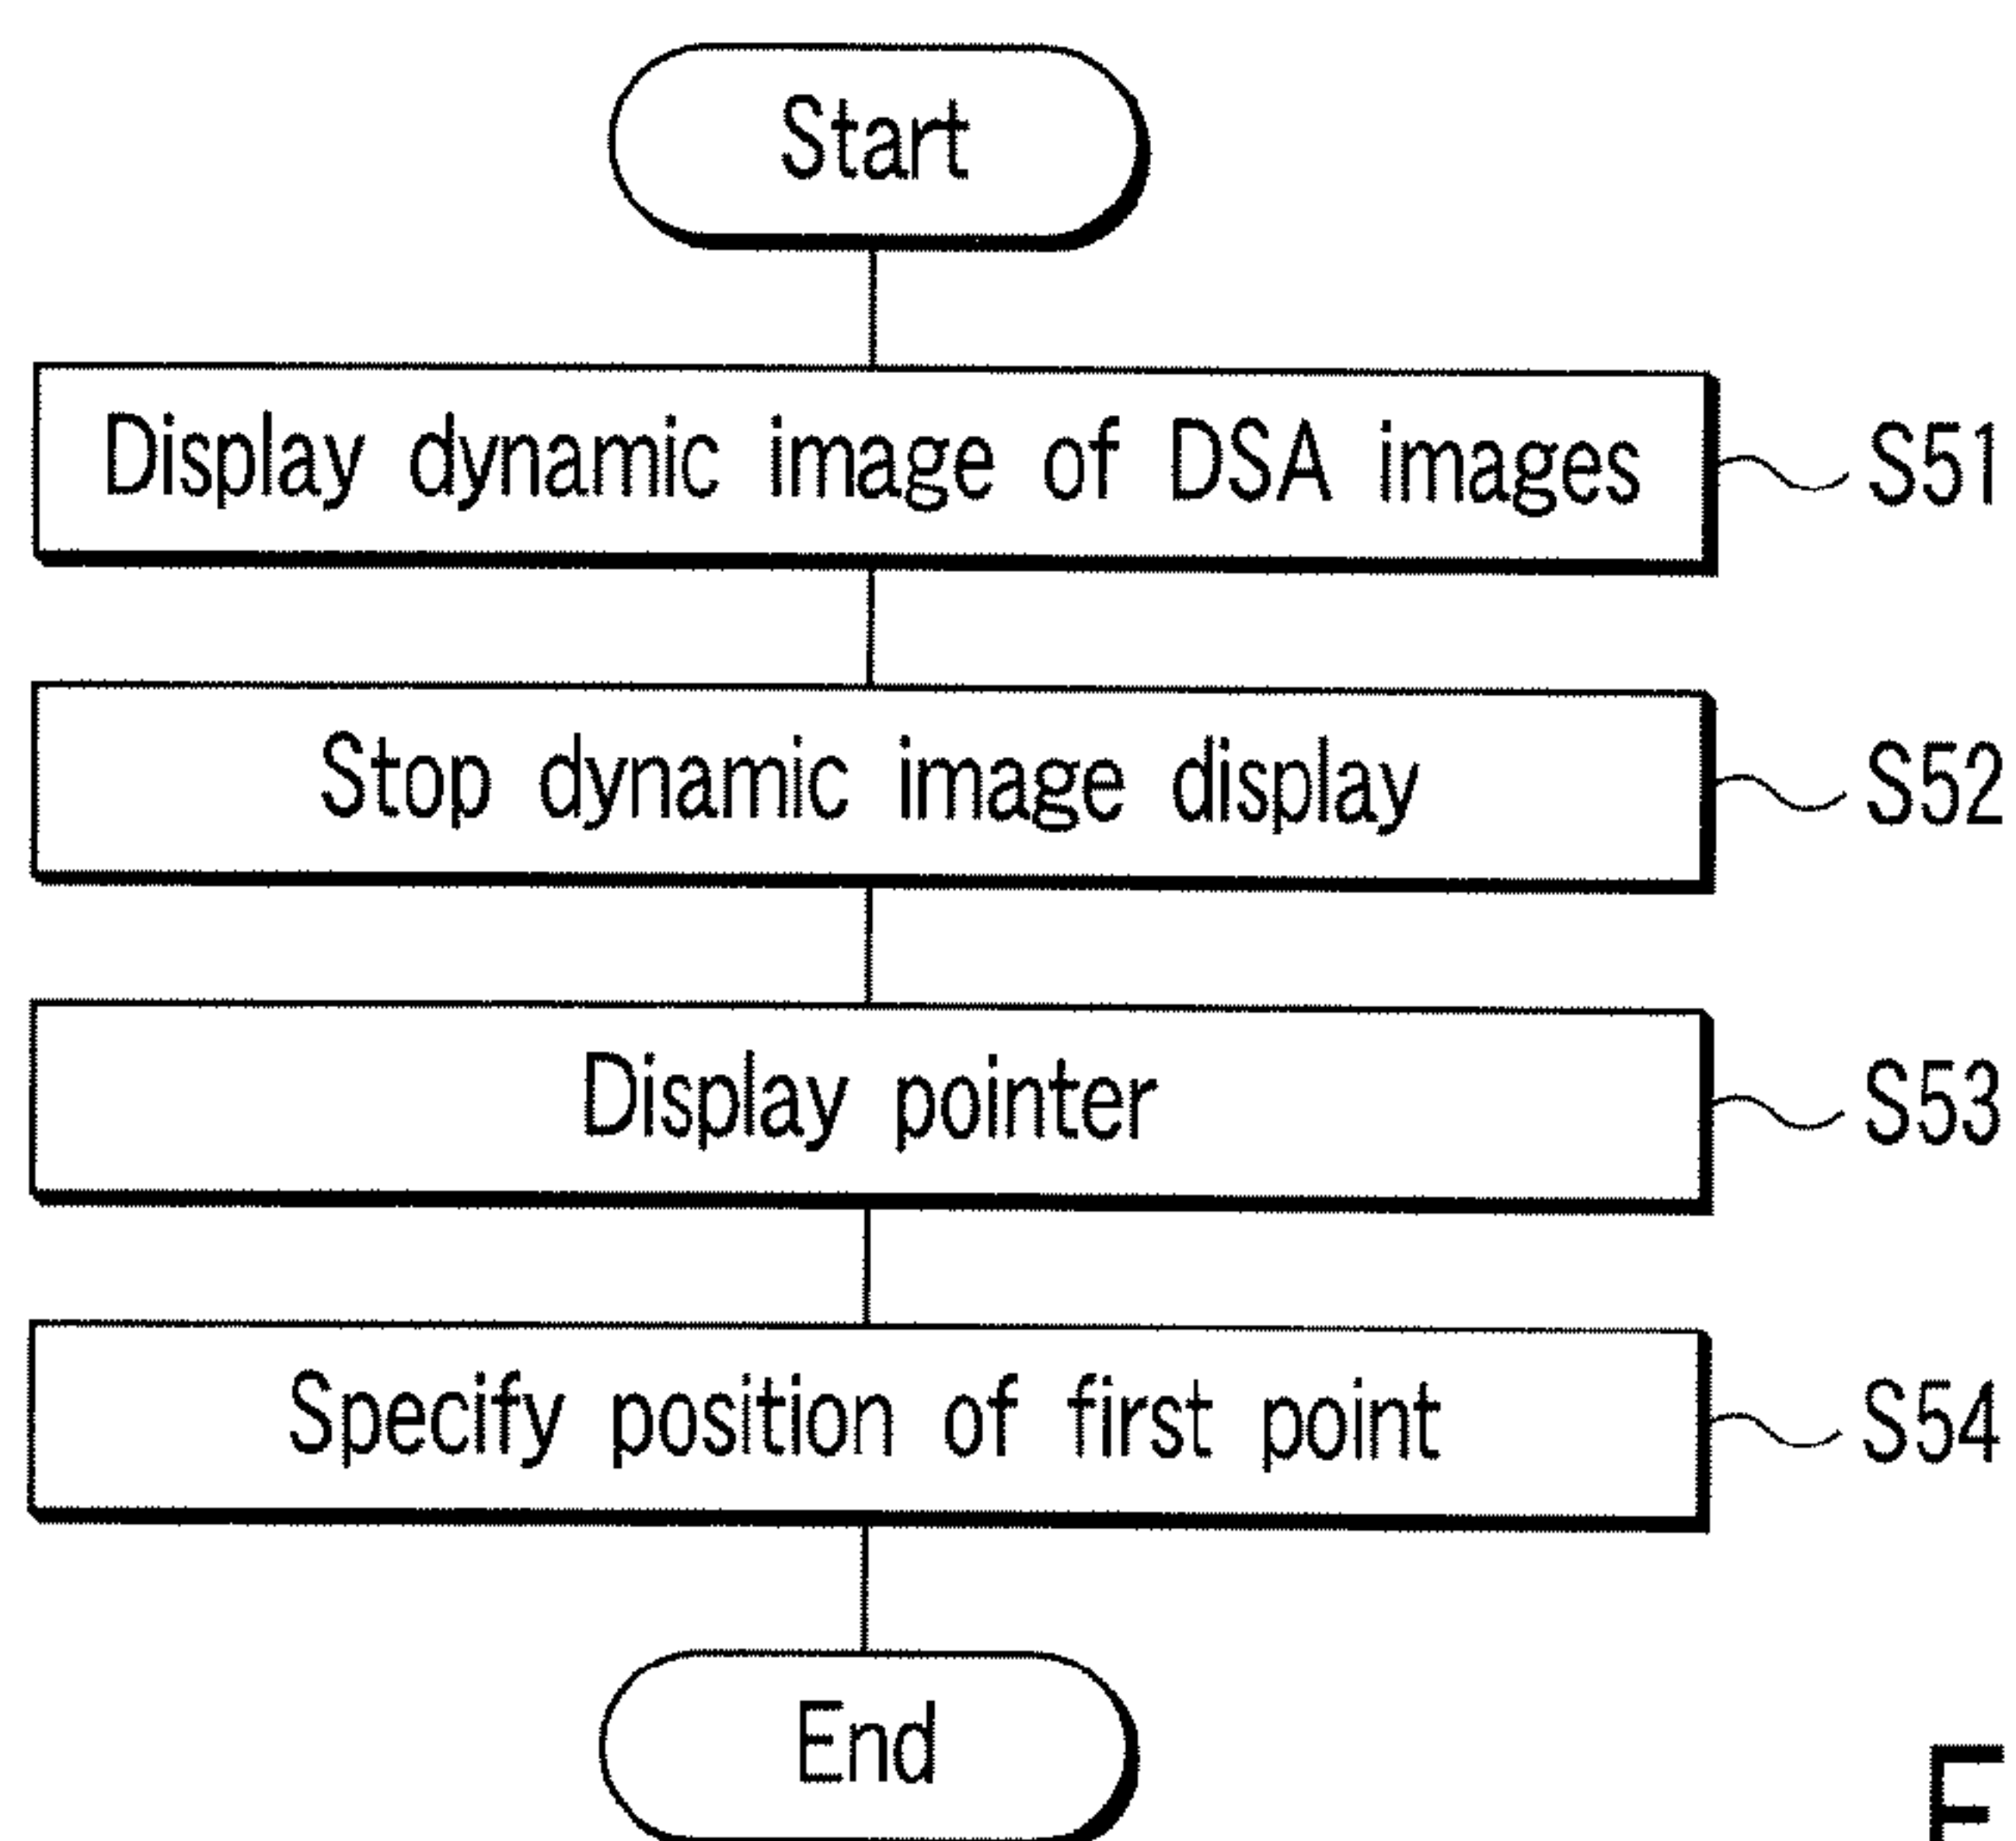 Start
Display dynamic image of DSA images S51
Stop dynamic image display S52
Display pointer S53
Specify position of first point S54
End
F